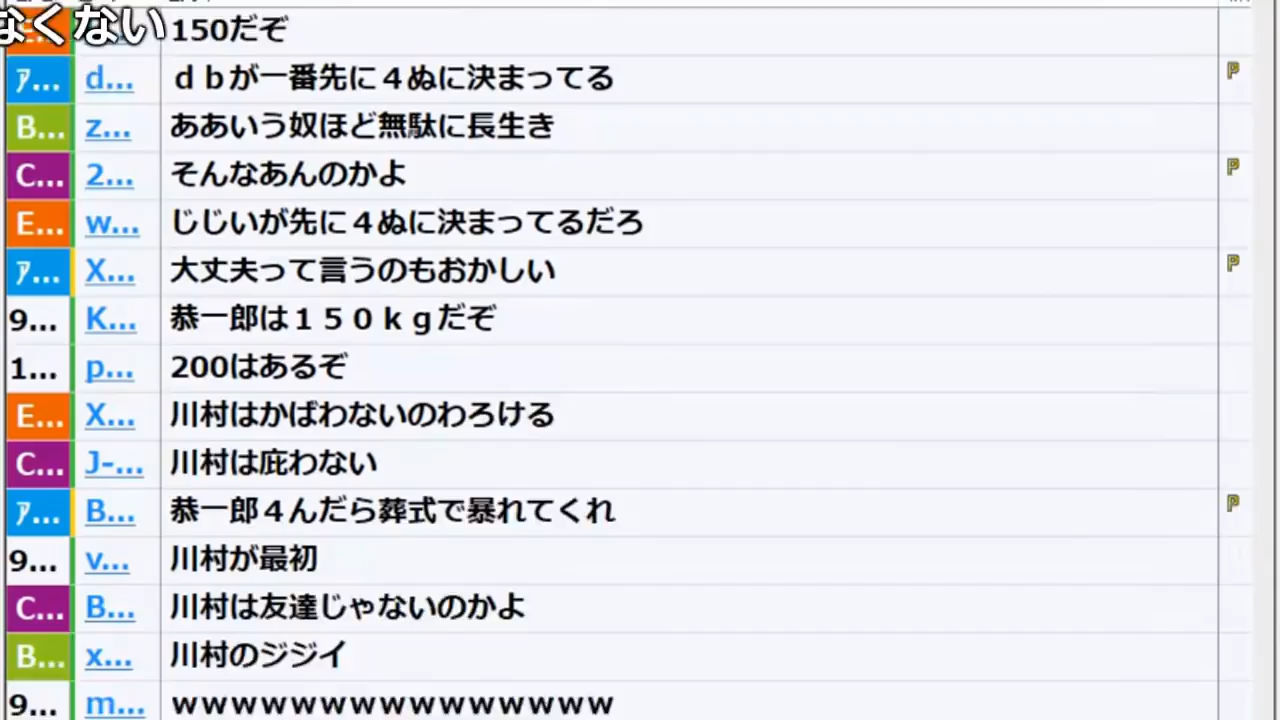 なくない
150だぞ
ｱ... d... ｄｂが一番先に４ぬに決まってる P
B... z... ああいう奴ほど無駄に長生き
C... 2... そんなあんのかよ P
E... w... じじいが先に４ぬに決まってるだろ
ｱ... X... 大丈夫って言うのもおかしい P
9... K... 恭一郎は１５０ｋｇだぞ
1... p... 200はあるぞ
E... X... 川村はかばわないのわろける
C... J-... 川村は庇わない
ｱ... B... 恭一郎４んだら葬式で暴れてくれ P
9... v... 川村が最初
C... B... 川村は友達じゃないのかよ
B... x... 川村のジジイ
9... m... ｗｗｗｗｗｗｗｗｗｗｗｗｗｗｗ